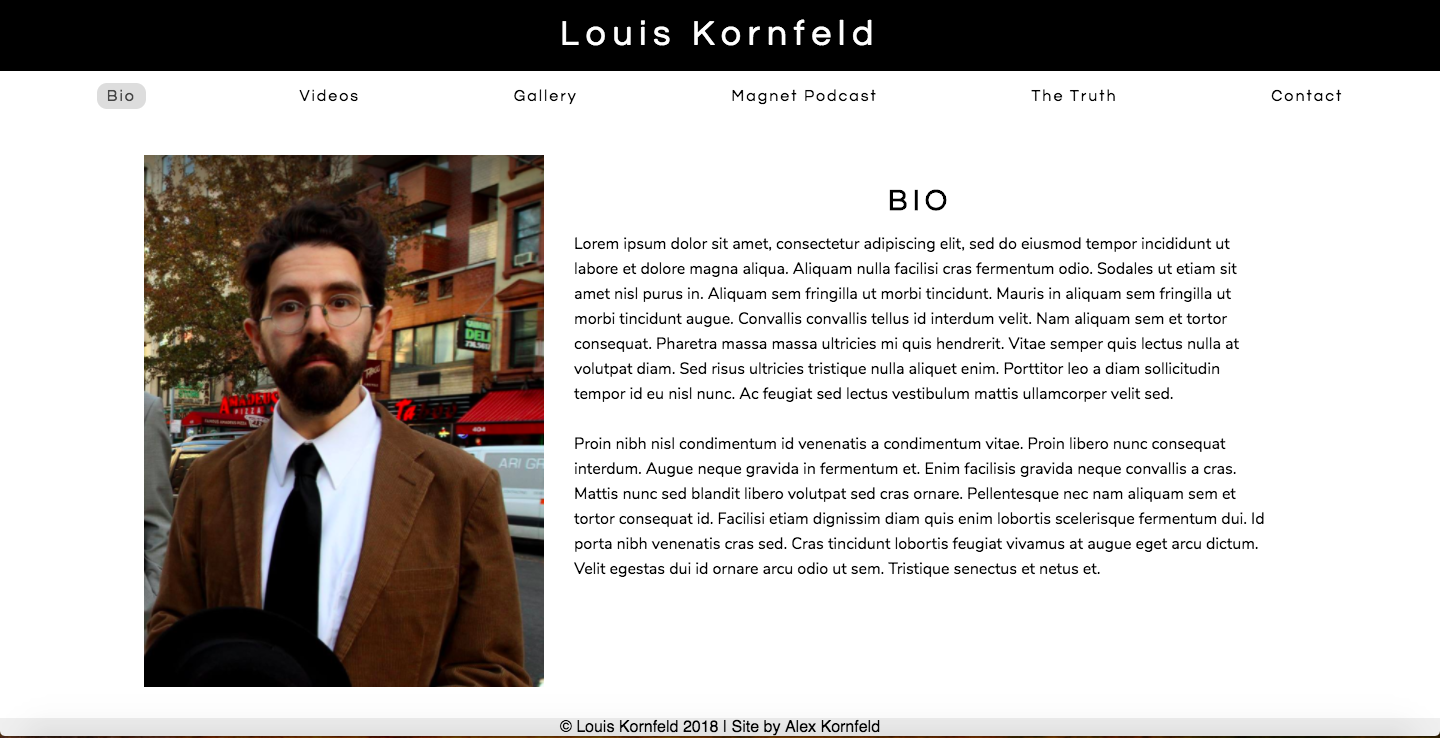 Louis Kornfeld
Bio Videos Gallery Magnet Podcast The Truth Contact
BIO
Lorem ipsum dolor sit amet, consectetur adipiscing elit, sed do eiusmod tempor incididunt ut
labore et dolore magna aliqua. Aliquam nulla facilisi cras fermentum odio. Sodales ut etiam sit
amet nisl purus in. Aliquam sem fringilla ut morbi tincidunt. Mauris in aliquam sem fringilla ut
morbi tincidunt augue. Convallis convallis tellus id interdum velit. Nam aliquam sem et tortor
consequat. Pharetra massa massa ultricies mi quis hendrerit. Vitae semper quis lectus nulla at
volutpat diam. Sed risus ultricies tristique nulla aliquet enim. Porttitor leo a diam sollicitudin
tempor id eu nisl nunc. Ac feugiat sed lectus vestibulum mattis ullamcorper velit sed.
Proin nibh nisl condimentum id venenatis a condimentum vitae. Proin libero nunc consequat
interdum. Augue neque gravida in fermentum et. Enim facilisis gravida neque convallis a cras.
Mattis nunc sed blandit libero volutpat sed cras ornare. Pellentesque nec nam aliquam sem et
tortor consequat id. Facilisi etiam dignissim diam quis enim lobortis scelerisque fermentum dui. Id
porta nibh venenatis cras sed. Cras tincidunt lobortis feugiat vivamus at augue eget arcu dictum.
Velit egestas dui id ornare arcu odio ut sem. Tristique senectus et netus et.
DELI
PIZZA
404
ARI GR
© Louis Kornfeld 2018 | Site by Alex Kornfeld